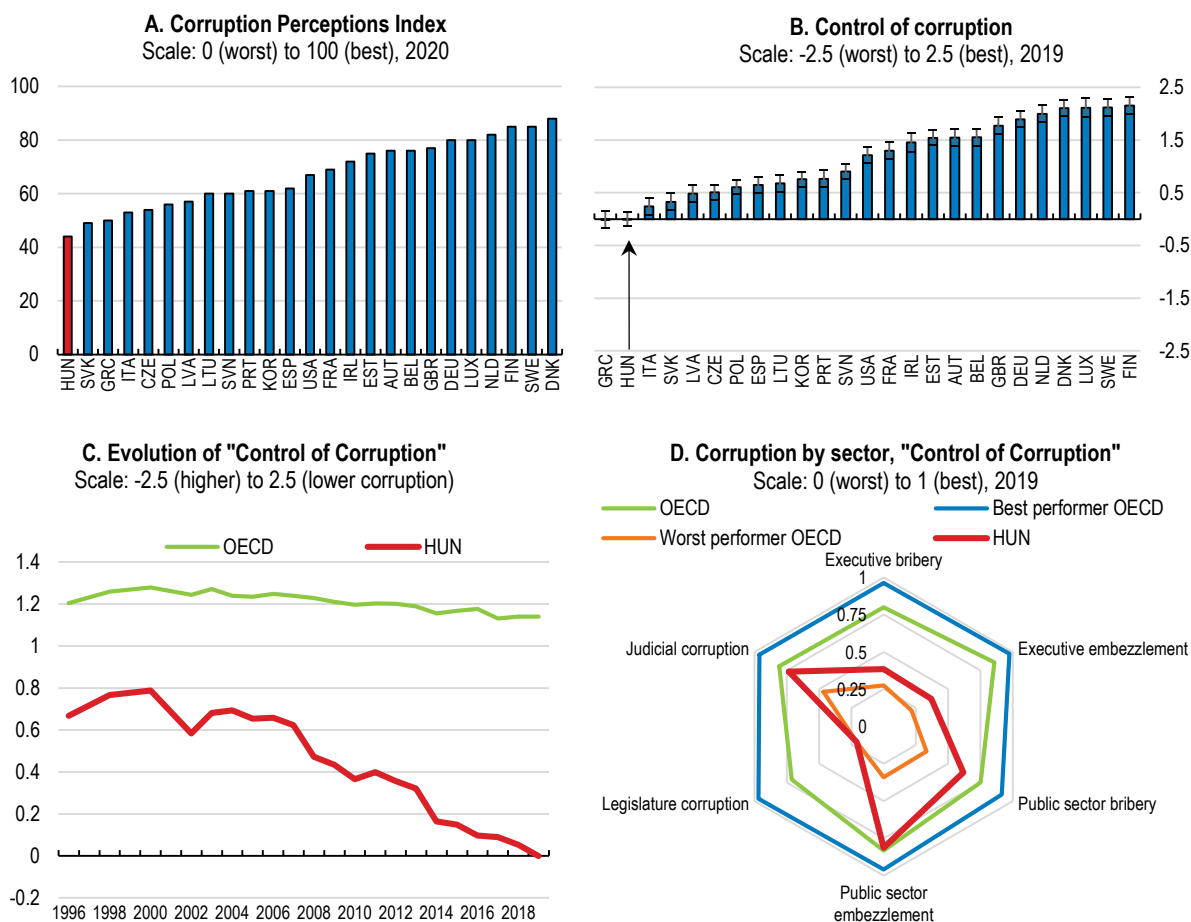 A. Corruption Perceptions Index
Scale: 0 (worst) to 100 (best), 2020
100
80
60
40
20
0
HUN SVK GRC ITA CZE POL LVA LTU SVN PRT KOR ESP USA FRA IRL EST AUT BEL GBR DEU LUX NLD FIN SWE DNK
B. Control of corruption
Scale: -2.5 (worst) to 2.5 (best), 2019
2.5
1.5
0.5
-0.5
-1.5
-2.5
GRC HUN ITA SVK LVA CZE POL ESP LTU KOR PRT SVN USA FRA IRL EST AUT BEL GBR DEU NLD DNK LUX SWE FIN
C. Evolution of "Control of Corruption"
Scale: -2.5 (higher) to 2.5 (lower corruption)
OECD HUN
1.4
1.2
1
0.8
0.6
0.4
0.2
0
-0.2
1996 1998 2000 2002 2004 2006 2008 2010 2012 2014 2016 2018
D. Corruption by sector, "Control of Corruption"
Scale: 0 (worst) to 1 (best), 2019
OECD Best performer OECD
Worst performer OECD HUN
Executive bribery
1
0.75
Judicial corruption Executive embezzlement
0.5
0.25
0
Legislature corruption Public sector bribery
Public sector
embezzlement